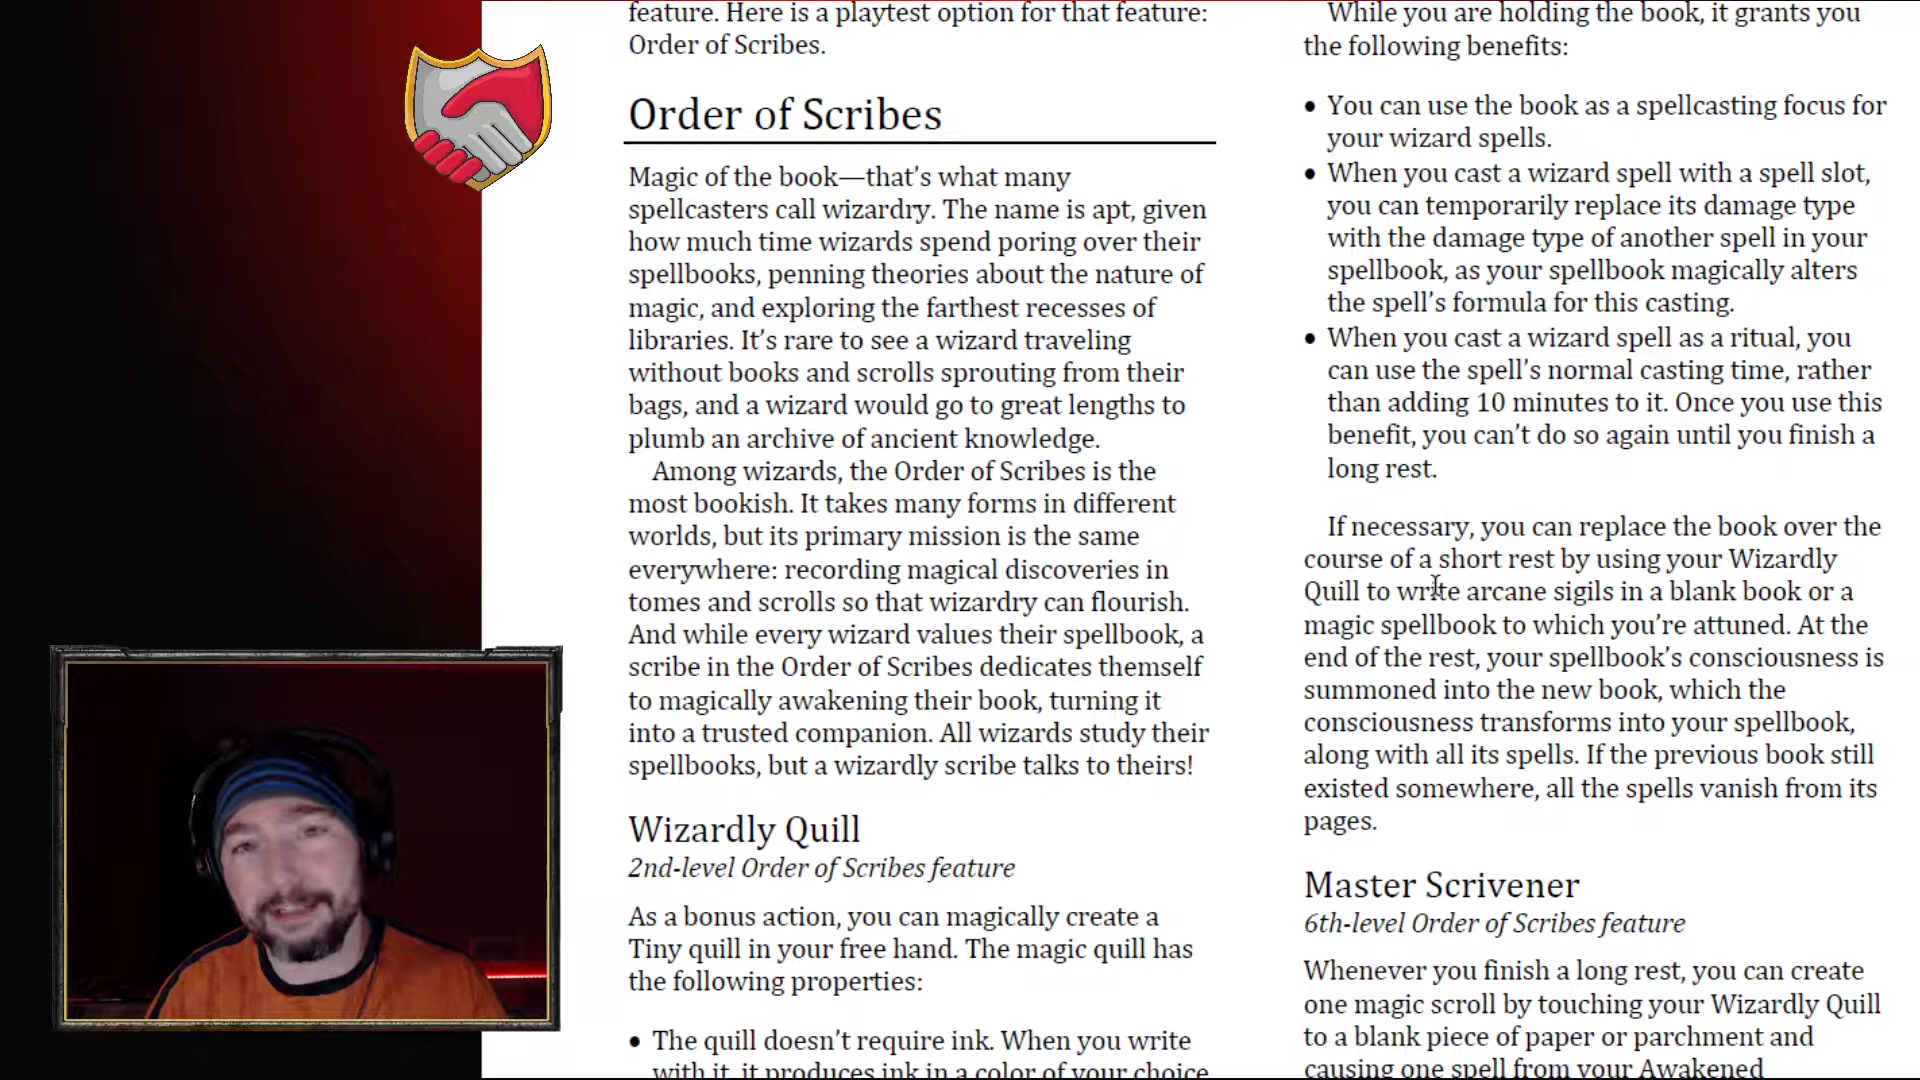 feature. Here is a playtest option for that feature:
Order of Scribes.
Order of Scribes
Magic of the book—that’s what many
spellcasters call wizardry. The name is apt, given
how much time wizards spend poring over their
spellbooks, penning theories about the nature of
magic, and exploring the farthest recesses of
libraries. It’s rare to see a wizard traveling
without books and scrolls sprouting from their
bags, and a wizard would go to great lengths to
plumb an archive of ancient knowledge.
Among wizards, the Order of Scribes is the
most bookish. It takes many forms in different
worlds, but its primary mission is the same
everywhere: recording magical discoveries in
tomes and scrolls so that wizardry can flourish.
And while every wizard values their spellbook, a
scribe in the Order of Scribes dedicates themself
to magically awakening their book, turning it
into a trusted companion. All wizards study their
spellbooks, but a wizardly scribe talks to theirs!
Wizardly Quill
2nd-level Order of Scribes feature
As a bonus action, you can magically create a
Tiny quill in your free hand. The magic quill has
the following properties:
• The quill doesn’t require ink. When you write
with it, it produces ink in a color of your choice
While you are holding the book, it grants you
the following benefits:
• You can use the book as a spellcasting focus for
your wizard spells.
• When you cast a wizard spell with a spell slot,
you can temporarily replace its damage type
with the damage type of another spell in your
spellbook, as your spellbook magically alters
the spell’s formula for this casting.
• When you cast a wizard spell as a ritual, you
can use the spell’s normal casting time, rather
than adding 10 minutes to it. Once you use this
benefit, you can’t do so again until you finish a
long rest.
If necessary, you can replace the book over the
course of a short rest by using your Wizardly
Quill to write arcane sigils in a blank book or a
magic spellbook to which you’re attuned. At the
end of the rest, your spellbook’s consciousness is
summoned into the new book, which the
consciousness transforms into your spellbook,
along with all its spells. If the previous book still
existed somewhere, all the spells vanish from its
pages.
Master Scrivener
6th-level Order of Scribes feature
Whenever you finish a long rest, you can create
one magic scroll by touching your Wizardly Quill
to a blank piece of paper or parchment and
causing one spell from your Awakened